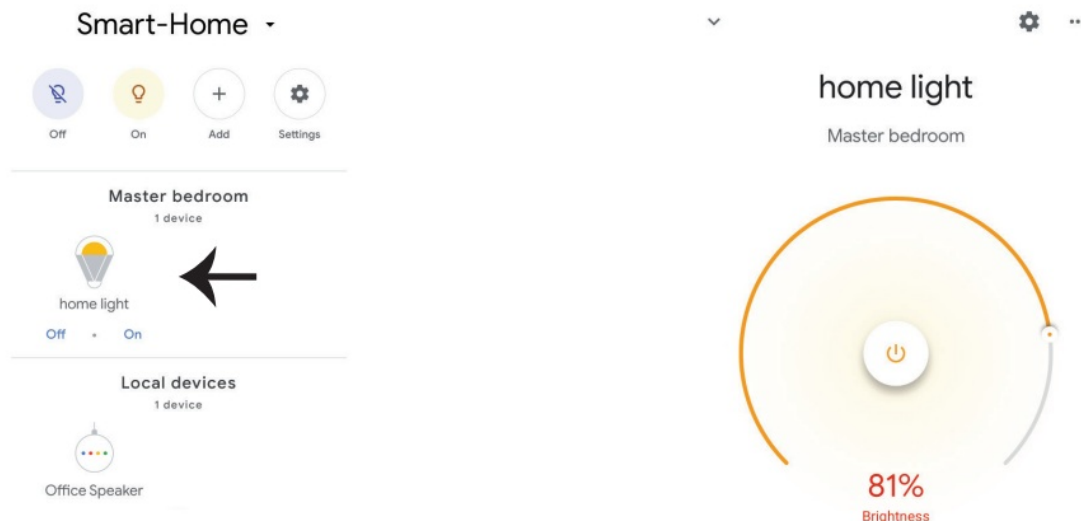 Smart-Home
Off On Add Settings
Master bedroom
1 device
home light
Off • On
Local devices
1 device
Office Speaker
home light
Master bedroom
81%
Brightness